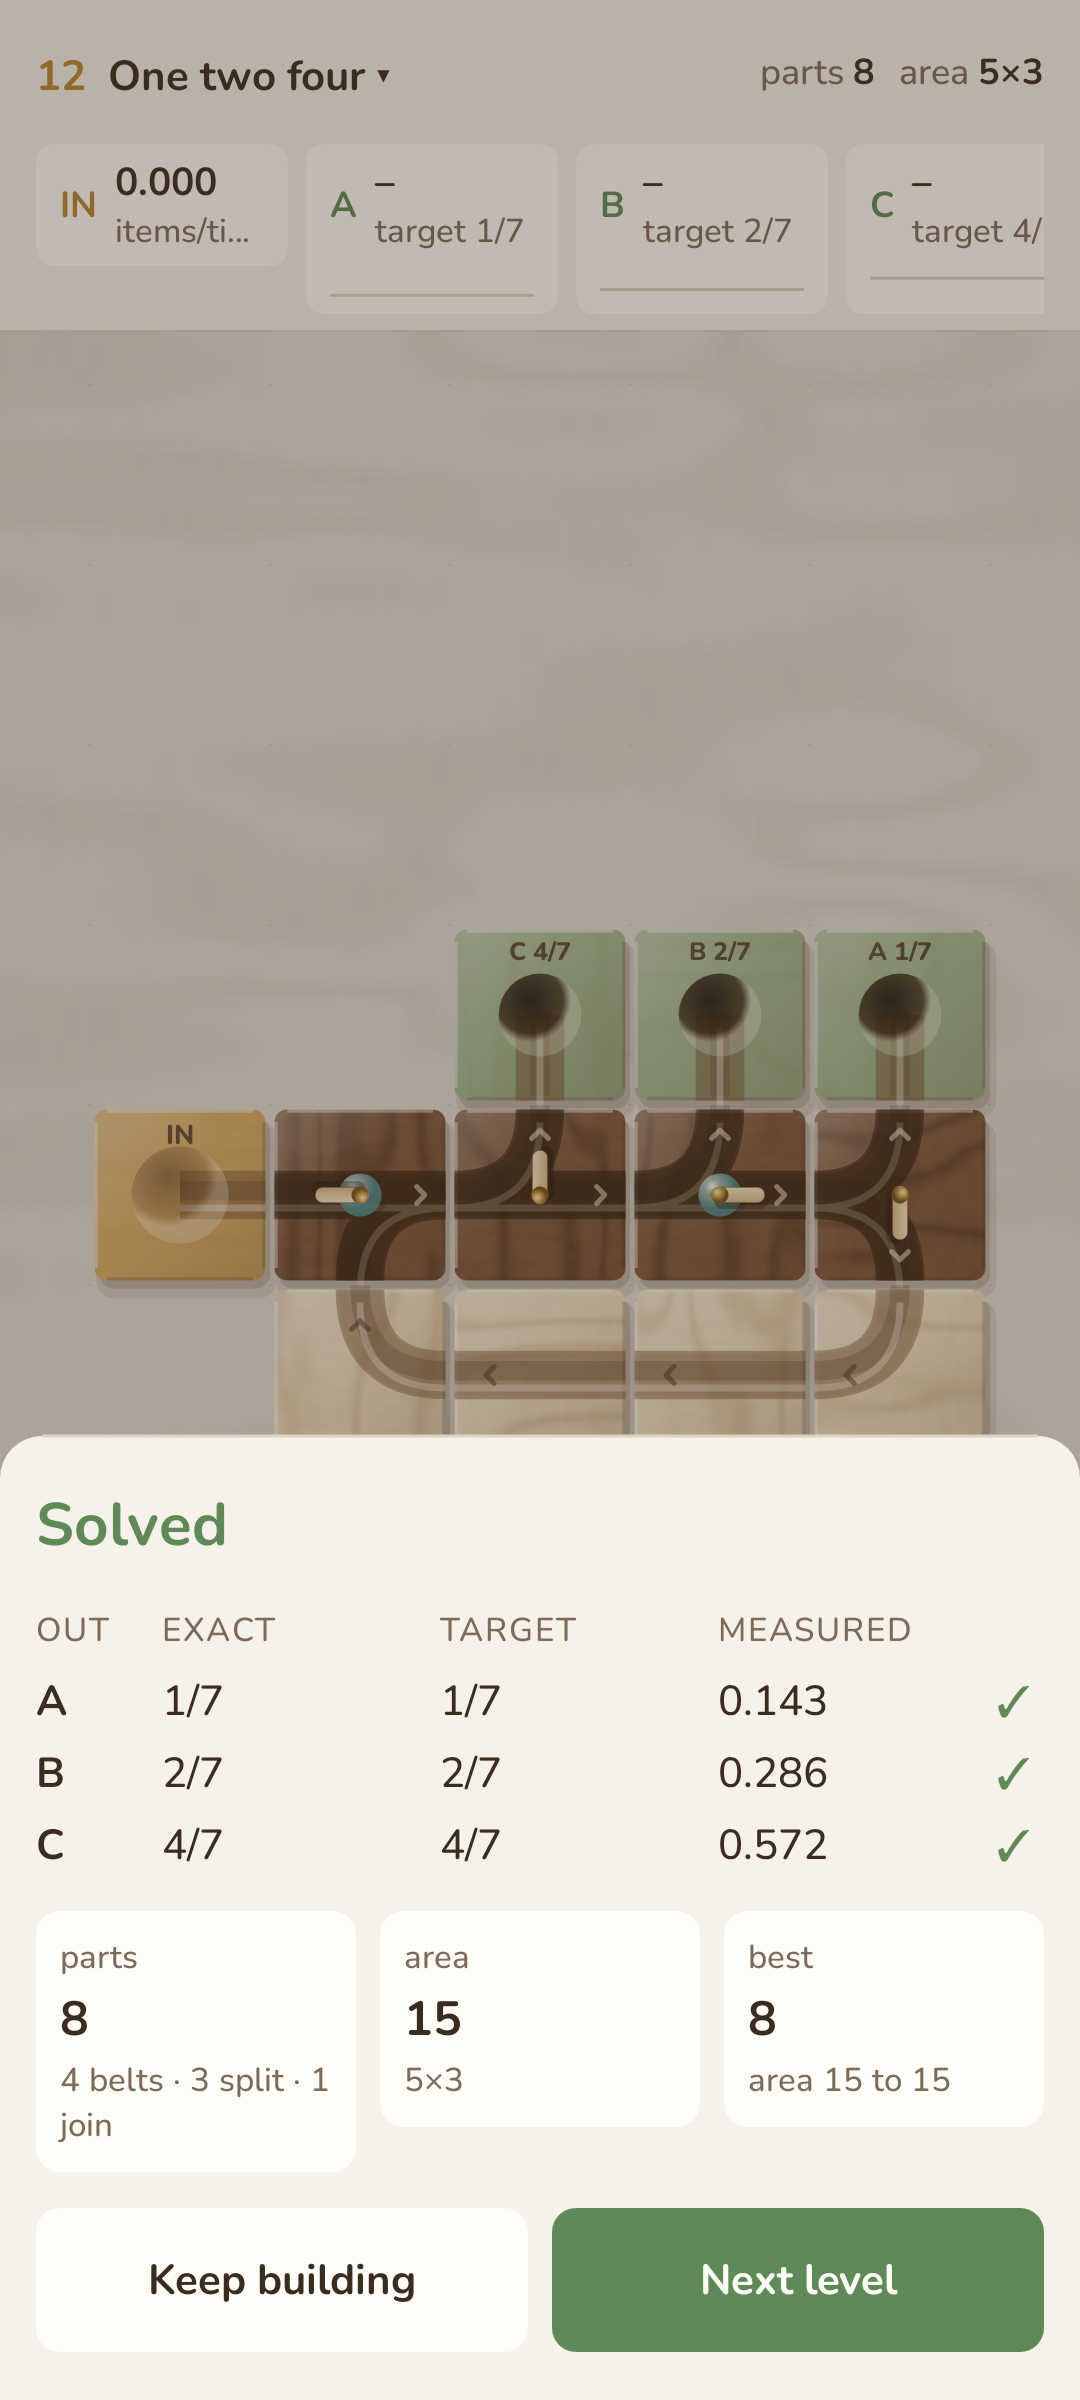 12 One two four ▾ parts 8 area 5×3
IN 0.000 items/ti...
A – target 1/7
B – target 2/7
C – target 4/
C 4/7 B 2/7 A 1/7
IN
Solved
OUT EXACT TARGET MEASURED
A 1/7 1/7 0.143 ✓
B 2/7 2/7 0.286 ✓
C 4/7 4/7 0.572 ✓
parts
8
4 belts · 3 split · 1
join
area
15
5×3
best
8
area 15 to 15
Keep building
Next level